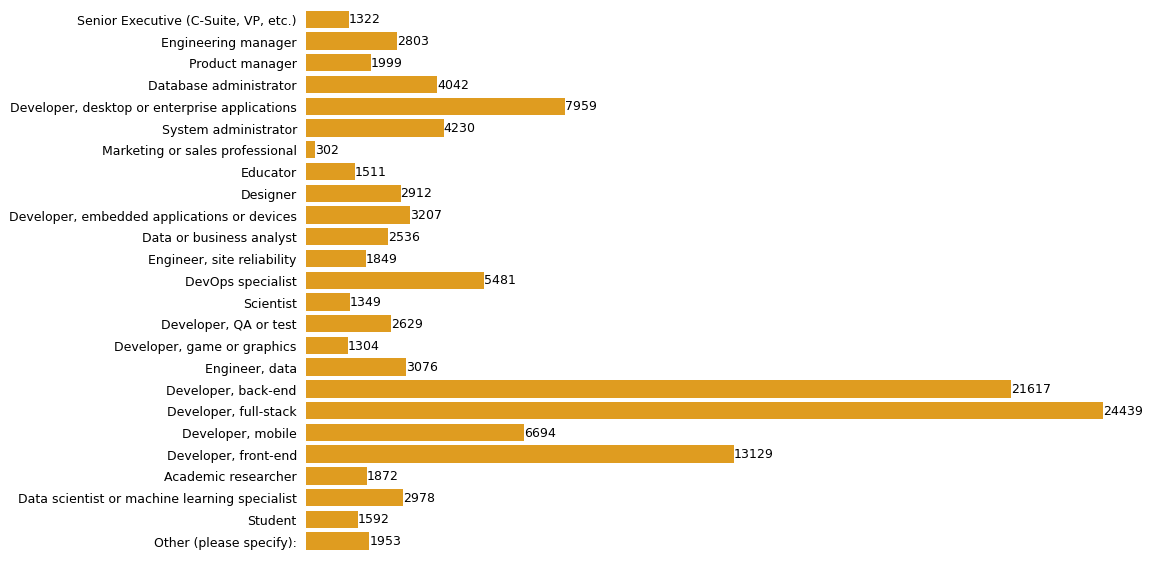 Senior Executive (C-Suite, VP, etc.) 1322
Engineering manager 2803
Product manager 1999
Database administrator 4042
Developer, desktop or enterprise applications 7959
System administrator 4230
Marketing or sales professional 302
Educator 1511
Designer 2912
Developer, embedded applications or devices 3207
Data or business analyst 2536
Engineer, site reliability 1849
DevOps specialist 5481
Scientist 1349
Developer, QA or test 2629
Developer, game or graphics 1304
Engineer, data 3076
Developer, back-end 21617
Developer, full-stack 24439
Developer, mobile 6694
Developer, front-end 13129
Academic researcher 1872
Data scientist or machine learning specialist 2978
Student 1592
Other (please specify): 1953